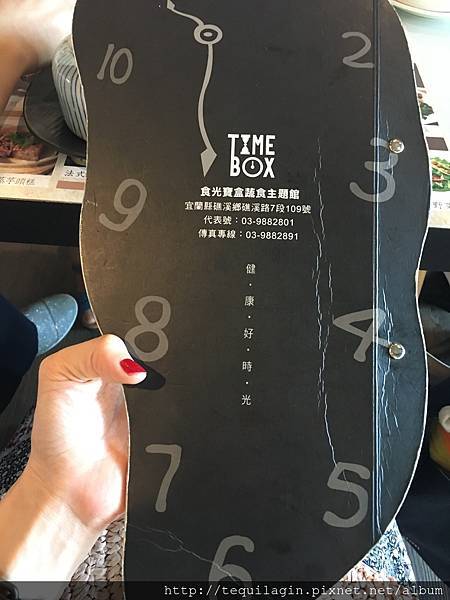 10
2
TIME
BOX
3
食光寶盒蔬食主題館
宜蘭縣礁溪鄉礁溪路7段109號
代表號：03-9882801
傳真專線：03-9882891
9
健・康・好・時・光
8
4
7
5
6
法式
http://tequilagin.pixnet.net/album